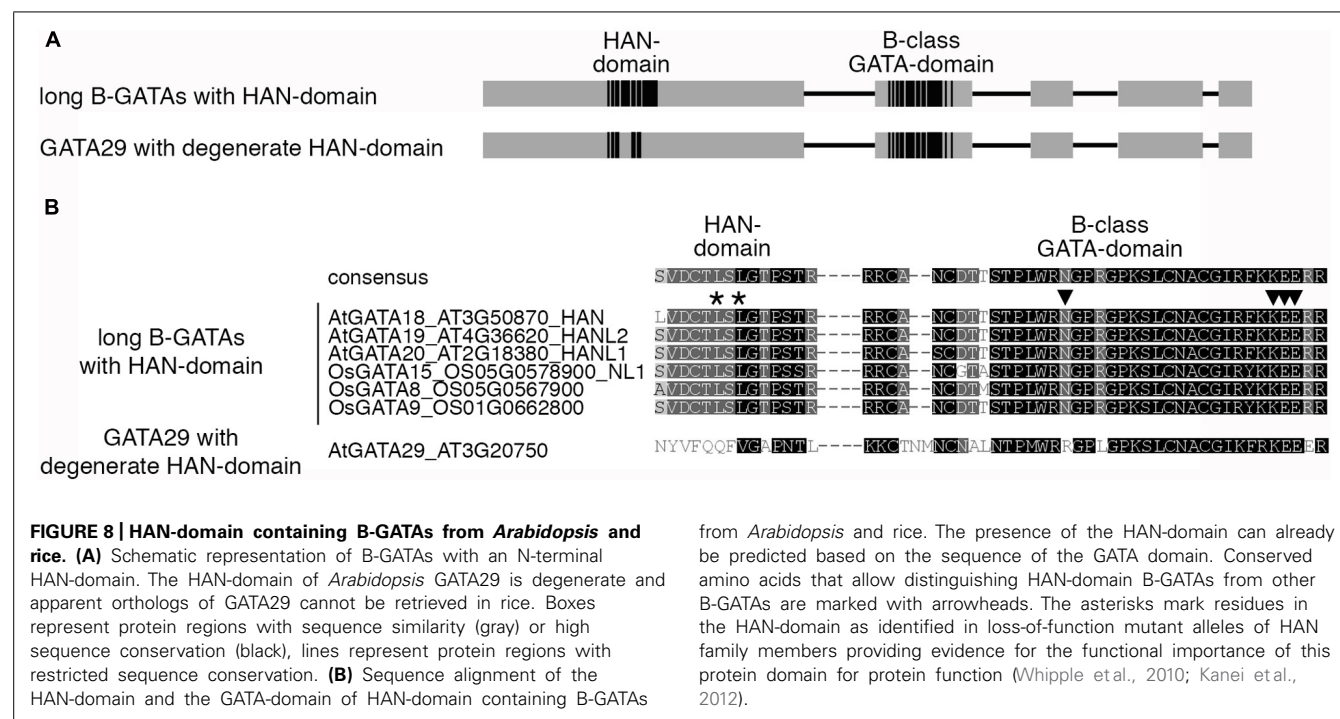 A
HAN-
domain
B-class
GATA-domain
long B-GATAs with HAN-domain
GATA29 with degenerate HAN-domain
B
HAN-
domain
B-class
GATA-domain
consensus SVDCTLSLGTPSTR----RRCA--NCDTTSTPLWRNGPRGPKSLCNACGIRFKKEERR
* *
long B-GATAs
with HAN-domain
AtGATA18_AT3G50870_HAN LVDCTLSLGTPSTR----RRCA--NCDTTSTPLWRNGPRGPKSLCNACGIRFKKEERR
AtGATA19_AT4G36620_HANL2 SVDCTLSLGTPSTR----RRCA--NCDTTSTPLWRNGPRGPKSLCNACGIRFKKEERR
AtGATA20_AT2G18380_HANL1 SVDCTLSLGTPSTR----RRCA--SCDTTSTPLWRNGPRGPKSLCNACGIRFKKEERR
OsGATA15_OS05G0578900_NL1 SVDCTLSLGTPSSR----RRCA--NCGTASTPLWRNGPRGPKSLCNACGIRYKKEERR
OsGATA8_OS05G0567900 AVDCTLSLGTPSTR----RRCA--NCDTMSTPLWRNGPRGPKSLCNACGIRYKKEERR
OsGATA9_OS01G0662800 SVDCTLSLGTPSTR----RRCA--NCDTTSTPLWRNGPRGPKSLCNACGIRYKKEERR
GATA29 with
degenerate HAN-domain
AtGATA29_AT3G20750 NYVFQQFVGAPNTL----KKCTNMNCNALNTPMWRRGPLGPKSLCNACGIKFRKEEER
FIGURE 8 | HAN-domain containing B-GATAs from Arabidopsis and
rice. (A) Schematic representation of B-GATAs with an N-terminal
HAN-domain. The HAN-domain of Arabidopsis GATA29 is degenerate and
apparent orthologs of GATA29 cannot be retrieved in rice. Boxes
represent protein regions with sequence similarity (gray) or high
sequence conservation (black), lines represent protein regions with
restricted sequence conservation. (B) Sequence alignment of the
HAN-domain and the GATA-domain of HAN-domain containing B-GATAs
from Arabidopsis and rice. The presence of the HAN-domain can already
be predicted based on the sequence of the GATA domain. Conserved
amino acids that allow distinguishing HAN-domain B-GATAs from other
B-GATAs are marked with arrowheads. The asterisks mark residues in
the HAN-domain as identified in loss-of-function mutant alleles of HAN
family members providing evidence for the functional importance of this
protein domain for protein function (Whipple et al., 2010; Kanei et al.,
2012).